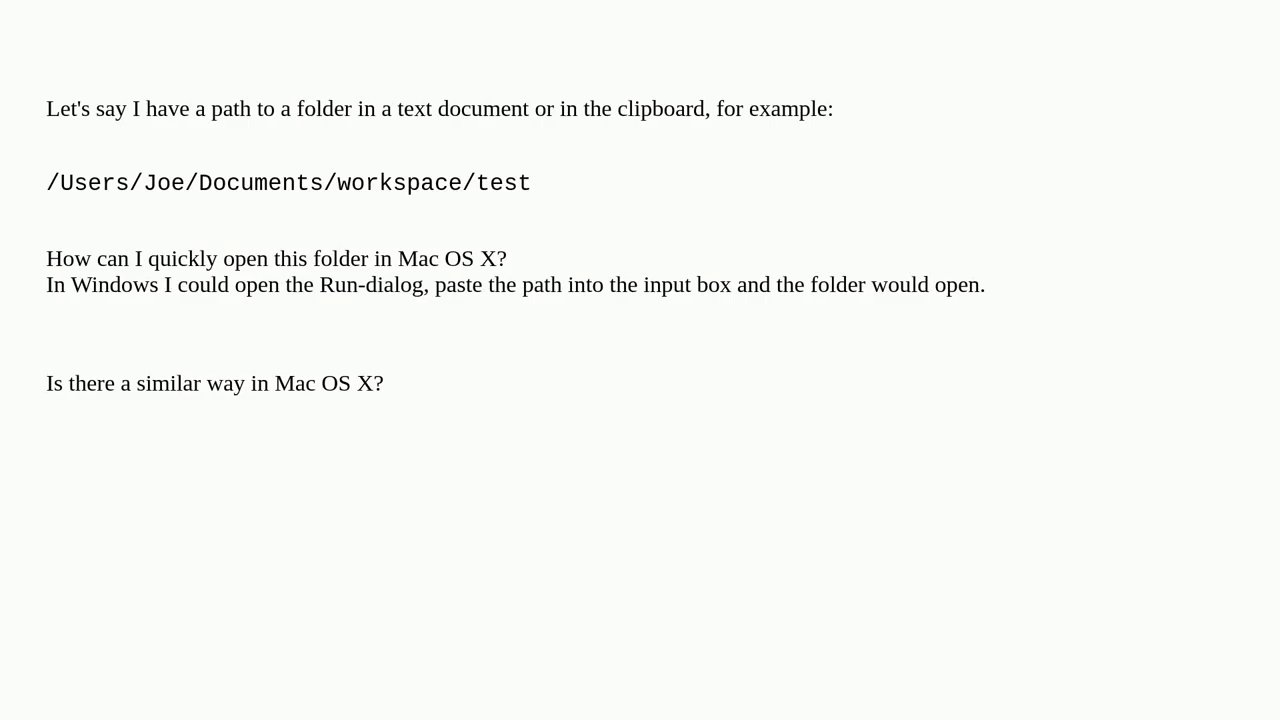 Let's say I have a path to a folder in a text document or in the clipboard, for example:
/Users/Joe/Documents/workspace/test
How can I quickly open this folder in Mac OS X?
In Windows I could open the Run-dialog, paste the path into the input box and the folder would open.
Is there a similar way in Mac OS X?